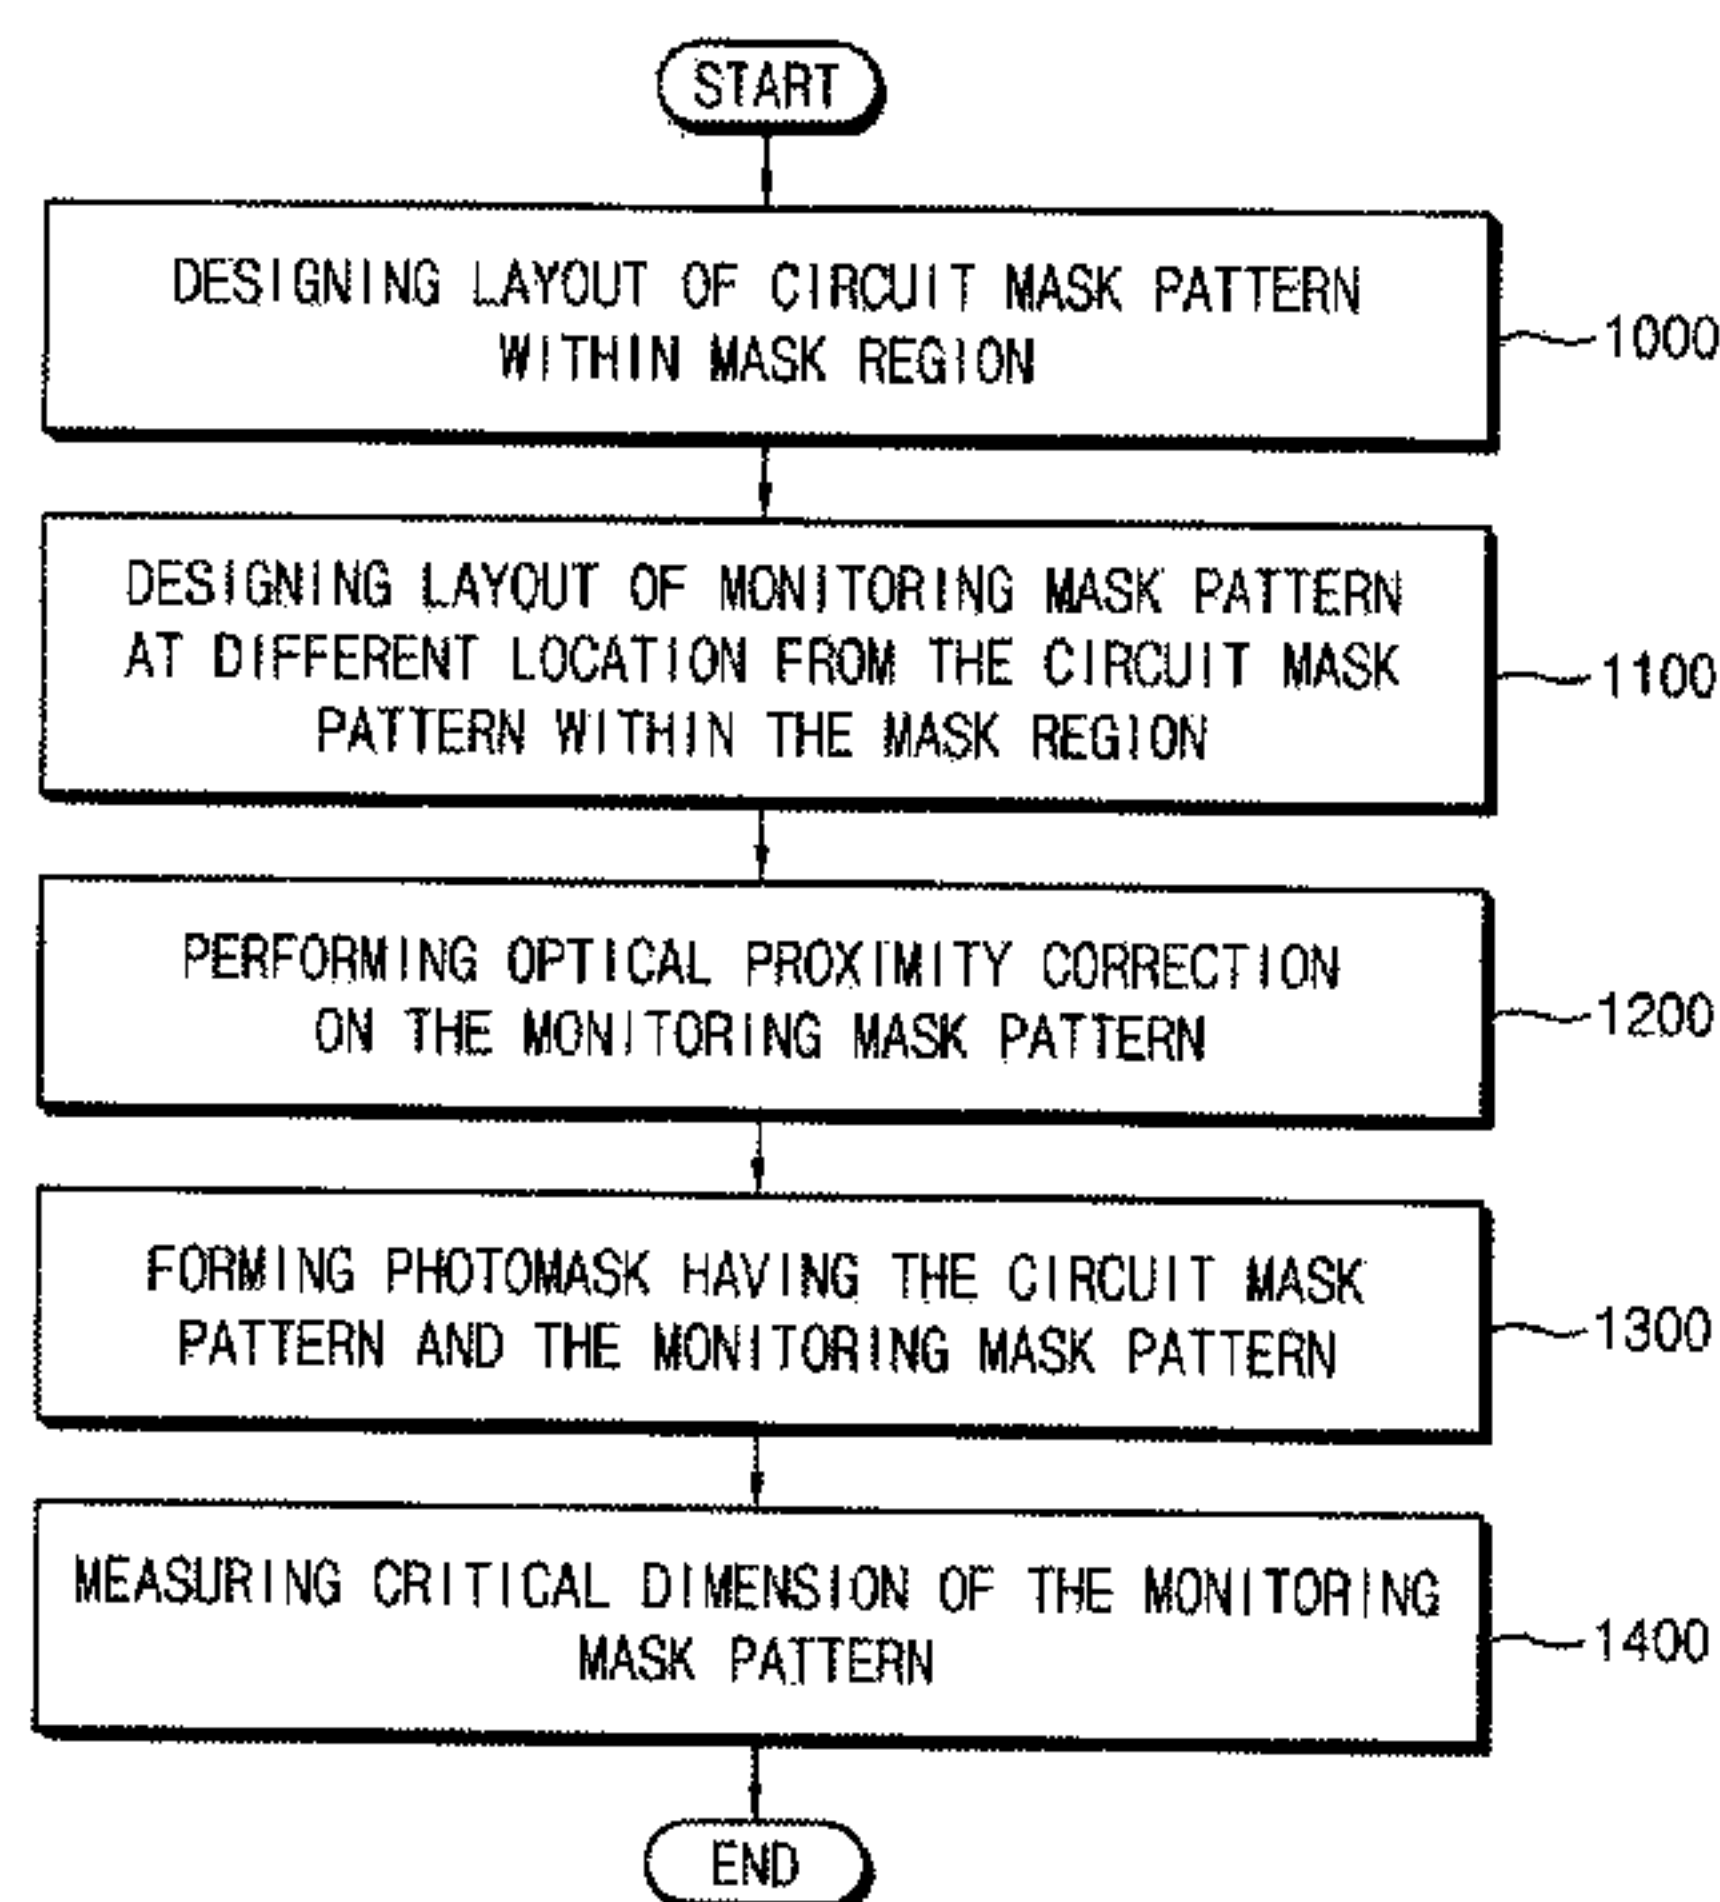 START
DESIGNING LAYOUT OF CIRCUIT MASK PATTERN
WITHIN MASK REGION
1000
DESIGNING LAYOUT OF MONITORING MASK PATTERN
AT DIFFERENT LOCATION FROM THE CIRCUIT MASK
PATTERN WITHIN THE MASK REGION
1100
PERFORMING OPTICAL PROXIMITY CORRECTION
ON THE MONITORING MASK PATTERN
1200
FORMING PHOTOMASK HAVING THE CIRCUIT MASK
PATTERN AND THE MONITORING MASK PATTERN
1300
MEASURING CRITICAL DIMENSION OF THE MONITORING
MASK PATTERN
1400
END